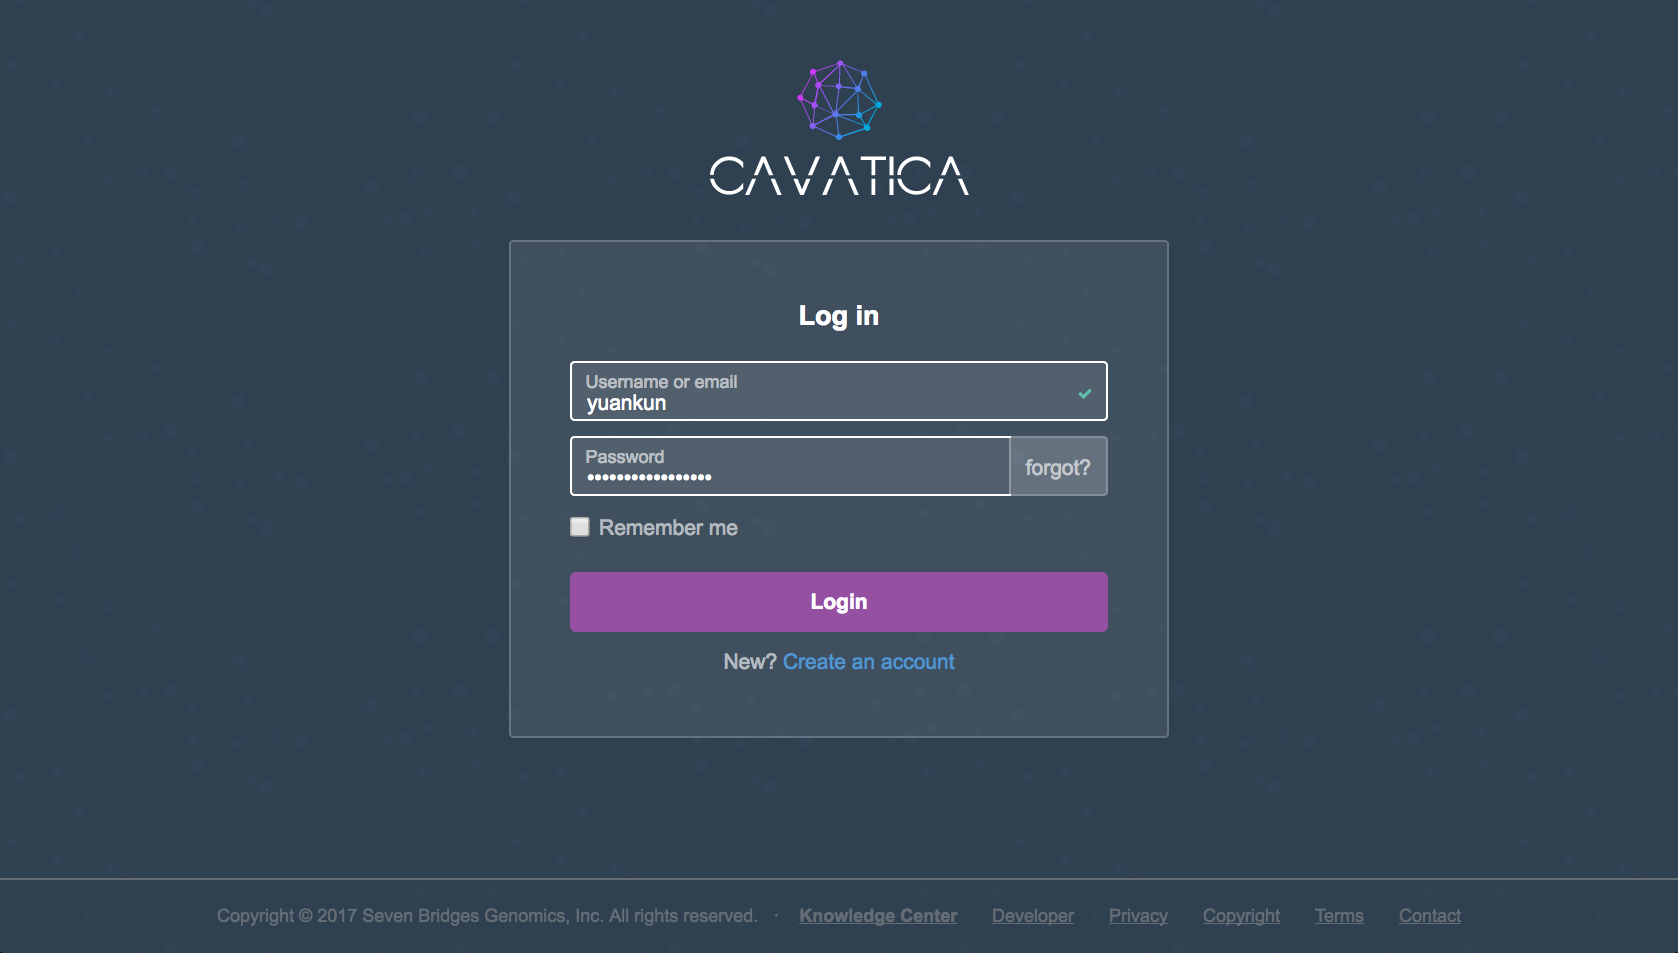 CAVATICA
Log in
Username or email
yuankun
Password
•••••••••••••••••
forgot?
Remember me
Login
New? Create an account
Copyright © 2017 Seven Bridges Genomics, Inc. All rights reserved. · Knowledge Center Developer Privacy Copyright Terms Contact